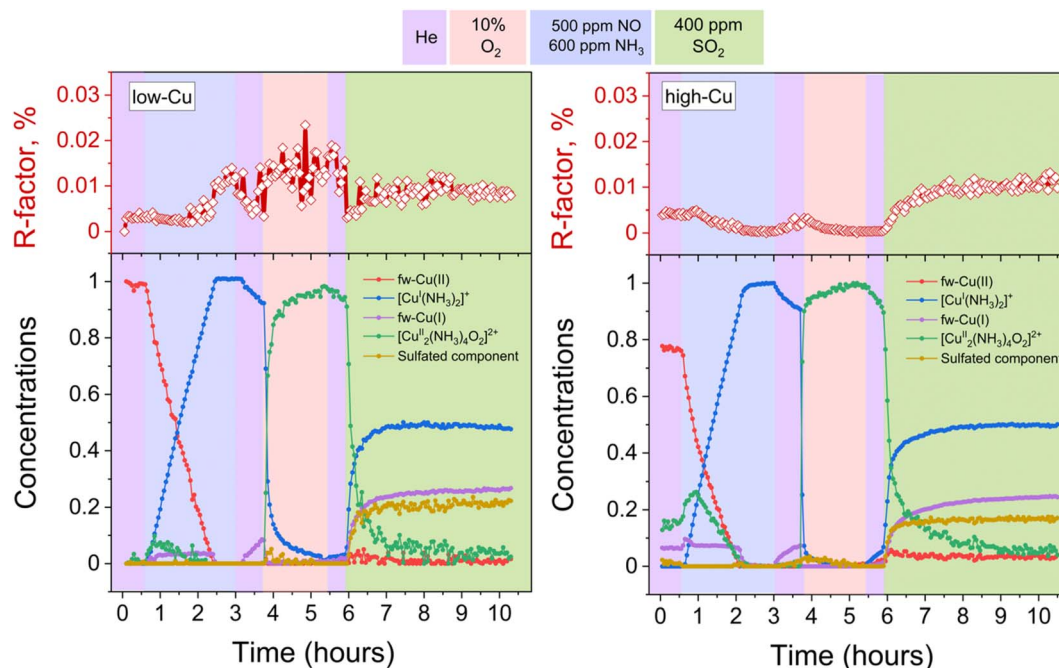 He
10%
O₂
500 ppm NO
600 ppm NH₃
400 ppm
SO₂
R-factor, %
0.03
0.02
0.01
0
low-Cu
Concentrations
1
0.8
0.6
0.4
0.2
0
fw-Cu(II)
[Cuᴵ(NH₃)₂]⁺
fw-Cu(I)
[Cuᴵᴵ₂(NH₃)₄O₂]²⁺
Sulfated component
0 1 2 3 4 5 6 7 8 9 10
Time (hours)
R-factor, %
0.03
0.02
0.01
0
high-Cu
Concentrations
1
0.8
0.6
0.4
0.2
0
fw-Cu(II)
[Cuᴵ(NH₃)₂]⁺
fw-Cu(I)
[Cuᴵᴵ₂(NH₃)₄O₂]²⁺
Sulfated component
0 1 2 3 4 5 6 7 8 9 10
Time (hours)